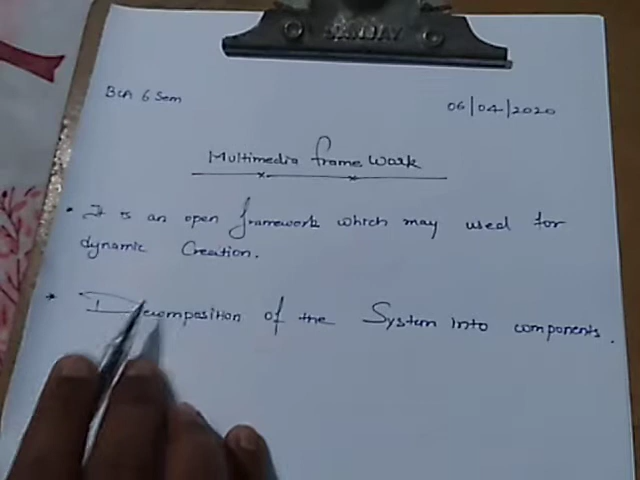 SANJAY
BCA 6 Sem
06/04/2020
Multimedia frame Work
• It is an open framework which may used for
dynamic Creation.
* Decomposition of the System into components.